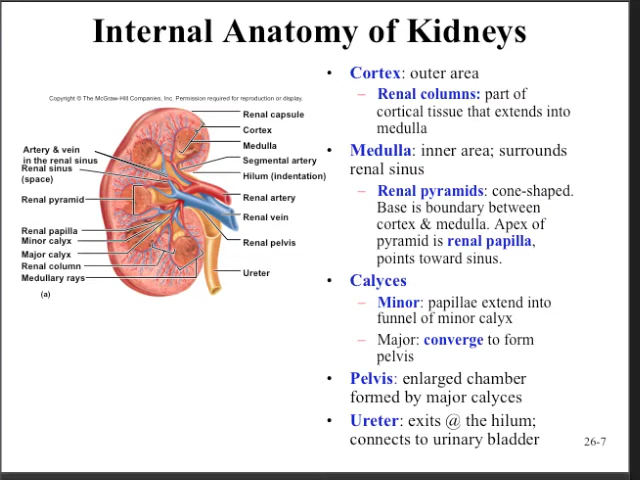 Internal Anatomy of Kidneys
Copyright © The McGraw-Hill Companies, Inc. Permission required for reproduction or display.
Renal capsule
Cortex
Medulla
Segmental artery
Hilum (indentation)
Renal artery
Renal vein
Renal pelvis
Ureter
Artery & vein
in the renal sinus
Renal sinus
(space)
Renal pyramid
Renal papilla
Minor calyx
Major calyx
Renal column
Medullary rays
(a)
• Cortex: outer area
– Renal columns: part of
cortical tissue that extends into
medulla
• Medulla: inner area; surrounds
renal sinus
– Renal pyramids: cone-shaped.
Base is boundary between
cortex & medulla. Apex of
pyramid is renal papilla,
points toward sinus.
• Calyces
– Minor: papillae extend into
funnel of minor calyx
– Major: converge to form
pelvis
• Pelvis: enlarged chamber
formed by major calyces
• Ureter: exits @ the hilum;
connects to urinary bladder
26-7